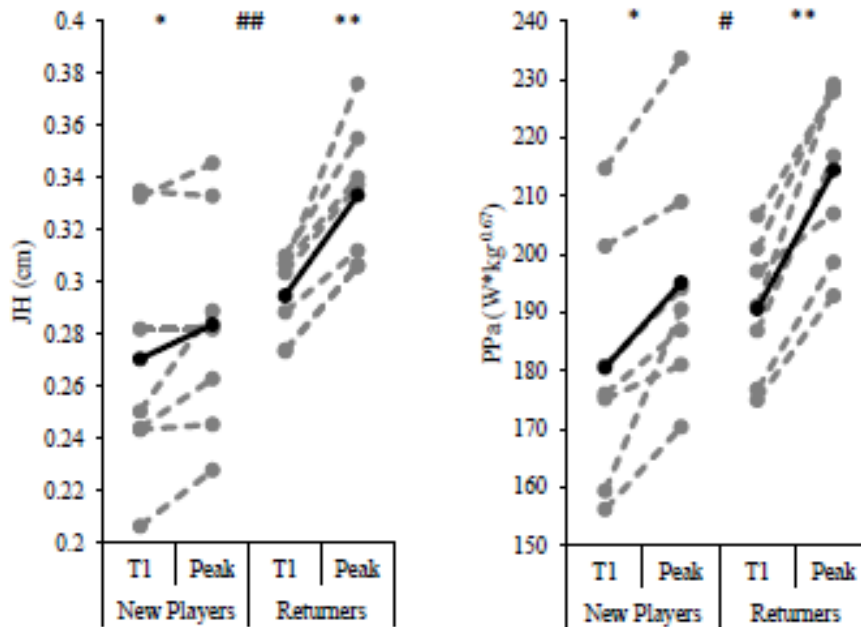 * ## **
JH (cm)
0.4
0.38
0.36
0.34
0.32
0.3
0.28
0.26
0.24
0.22
0.2
T1 Peak T1 Peak
New Players Returners
* # **
PPa (W*kg^0.67)
240
230
220
210
200
190
180
170
160
150
T1 Peak T1 Peak
New Players Returners